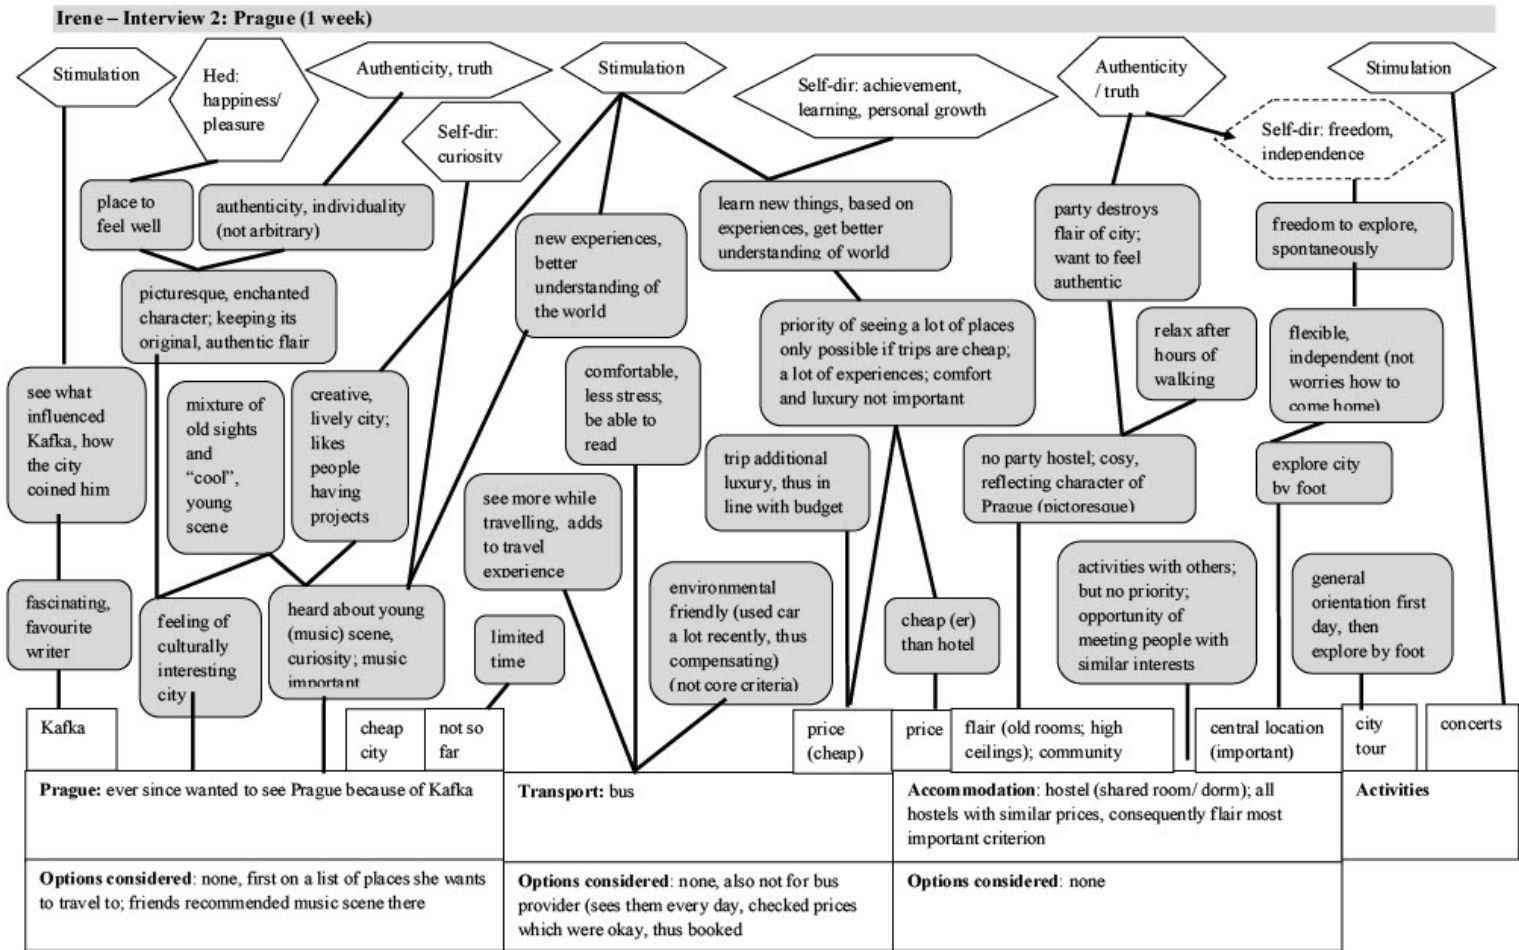 Irene – Interview 2: Prague (1 week)
Stimulation
Hed:
happiness/
pleasure
Authenticity, truth
Self-dir:
curiosity
Stimulation
Self-dir: achievement,
learning, personal growth
Authenticity
/ truth
Self-dir: freedom,
independence
Stimulation
place to
feel well
authenticity, individuality
(not arbitrary)
new experiences,
better
understanding of
the world
learn new things, based on
experiences, get better
understanding of world
party destroys
flair of city;
want to feel
authentic
freedom to explore,
spontaneously
picturesque, enchanted
character; keeping its
original, authentic flair
priority of seeing a lot of places
only possible if trips are cheap;
a lot of experiences; comfort
and luxury not important
relax after
hours of
walking
flexible,
independent (not
worries how to
come home)
see what
influenced
Kafka, how
the city
coined him
mixture of
old sights
and
“cool”,
young
scene
creative,
lively city;
likes
people
having
projects
comfortable,
less stress;
be able to
read
see more while
travelling, adds
to travel
experience
trip additional
luxury, thus in
line with budget
no party hostel; cosy,
reflecting character of
Prague (picturesque)
explore city
by foot
fascinating,
favourite
writer
feeling of
culturally
interesting
city
heard about young
(music) scene,
curiosity; music
important
limited
time
environmental
friendly (used car
a lot recently, thus
compensating)
(not core criteria)
cheap (er)
than hotel
activities with others;
but no priority;
opportunity of
meeting people with
similar interests
general
orientation first
day, then
explore by foot
Kafka
cheap
city
not so
far
price
(cheap)
price
flair (old rooms; high
ceilings); community
central location
(important)
city
tour
concerts
Prague: ever since wanted to see Prague because of Kafka
Transport: bus
Accommodation: hostel (shared room/ dorm); all
hostels with similar prices, consequently flair most
important criterion
Activities
Options considered: none, first on a list of places she wants
to travel to; friends recommended music scene there
Options considered: none, also not for bus
provider (sees them every day, checked prices
which were okay, thus booked
Options considered: none